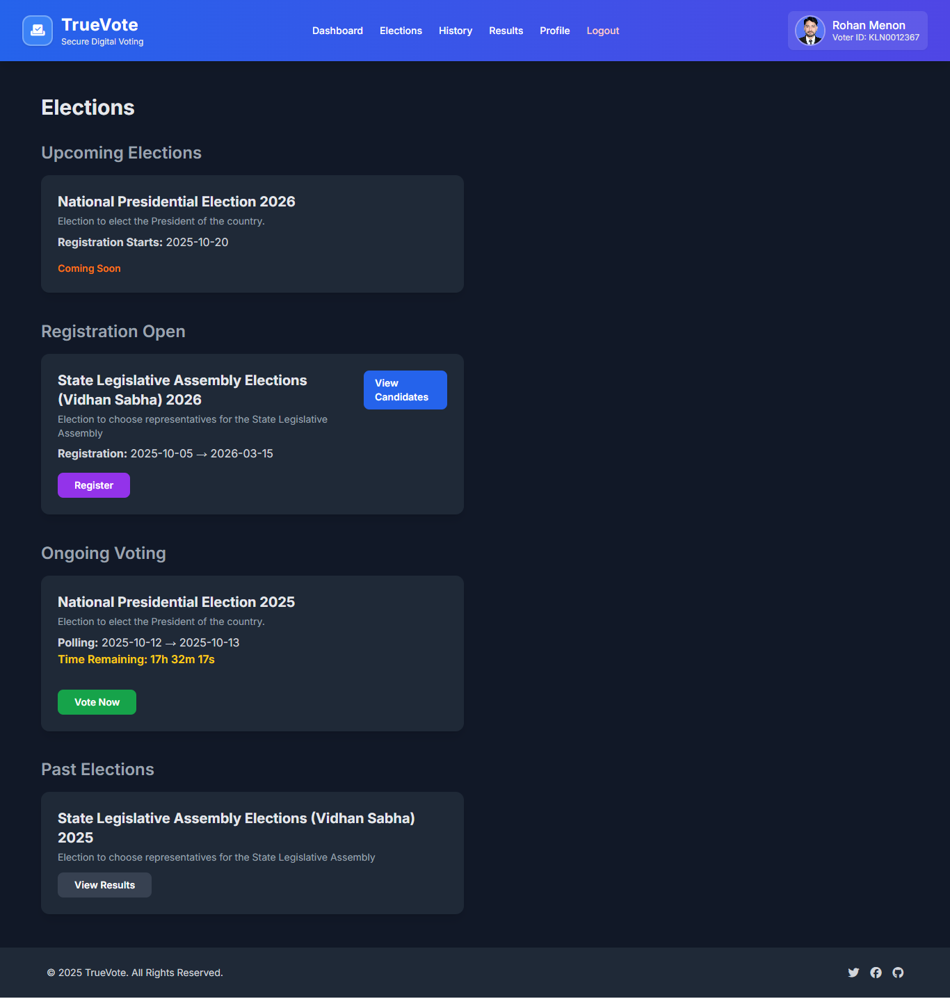 TrueVote
Secure Digital Voting
Dashboard Elections History Results Profile Logout
Rohan Menon
Voter ID: KLN0012367
Elections
Upcoming Elections
National Presidential Election 2026
Election to elect the President of the country.
Registration Starts: 2025-10-20
Coming Soon
Registration Open
State Legislative Assembly Elections
(Vidhan Sabha) 2026
Election to choose representatives for the State Legislative
Assembly
Registration: 2025-10-05 → 2026-03-15
View
Candidates
Register
Ongoing Voting
National Presidential Election 2025
Election to elect the President of the country.
Polling: 2025-10-12 → 2025-10-13
Time Remaining: 17h 32m 17s
Vote Now
Past Elections
State Legislative Assembly Elections (Vidhan Sabha)
2025
Election to choose representatives for the State Legislative Assembly
View Results
© 2025 TrueVote. All Rights Reserved.